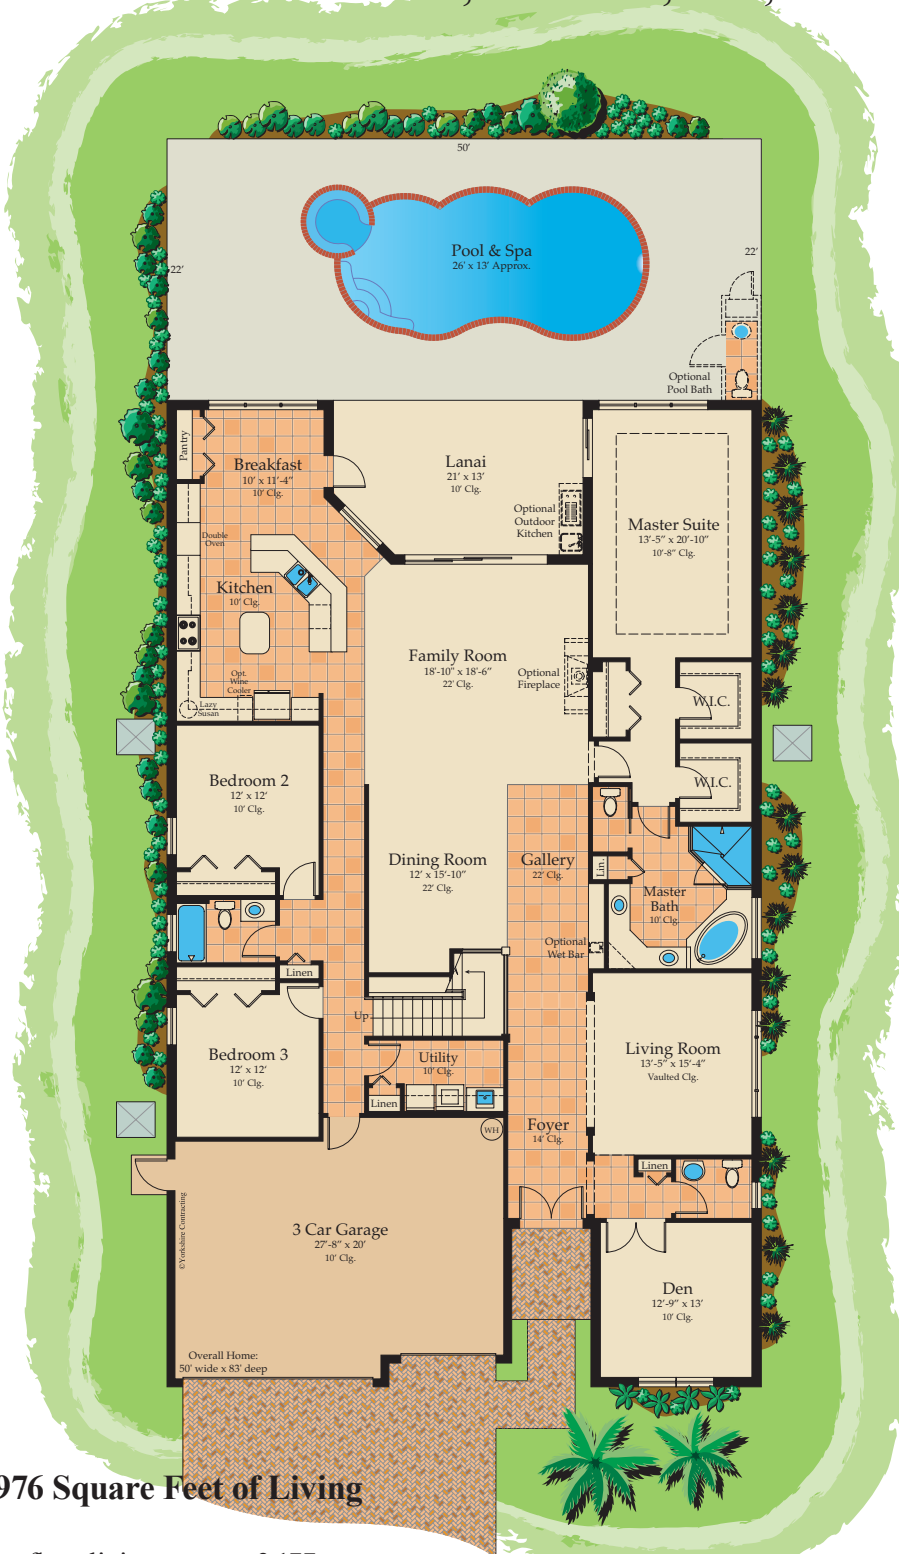 50'
Pool & Spa
26' x 13' Approx.
22'
22'
Optional
Pool Bath
Pantry
Breakfast
10' x 11'-4"
10' Clg.
Lanai
21' x 13'
10' Clg.
Optional
Outdoor
Kitchen
Master Suite
13'-5" x 20'-10"
10'-8" Clg.
Double
Oven
Kitchen
10' Clg.
Family Room
18'-10" x 18'-6"
22' Clg.
Optional
Fireplace
Opt.
Wine
Cooler
Lazy
Susan
W.I.C.
W.I.C.
Bedroom 2
12' x 12'
10' Clg.
Dining Room
12' x 15'-10"
22' Clg.
Gallery
22' Clg.
Lin.
Master
Bath
10' Clg.
Optional
Wet Bar
Linen
Up
Bedroom 3
12' x 12'
10' Clg.
Utility
10' Clg.
Linen
Living Room
13'-5" x 15'-4"
Vaulted Clg.
WH
Foyer
14' Clg.
Linen
©Yorkshire Contracting
3 Car Garage
27'-8" x 20'
10' Clg.
Den
12'-9" x 13'
10' Clg.
Overall Home:
50' wide x 83' deep
976 Square Feet of Living